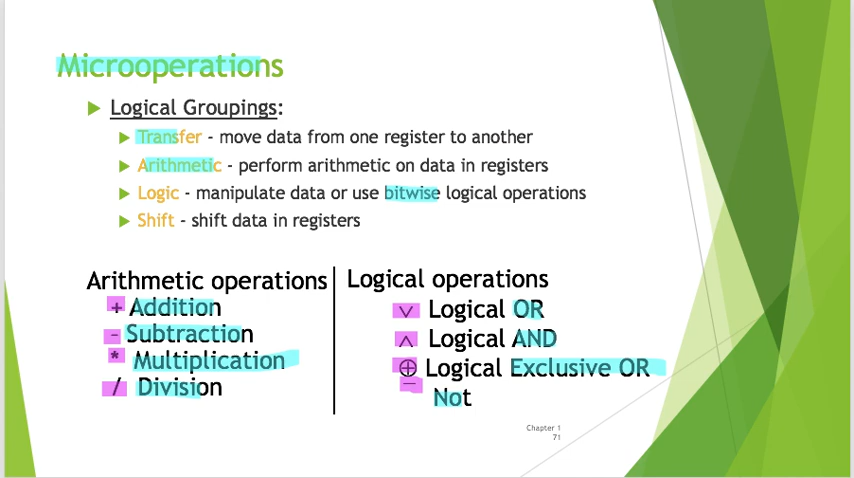 Microoperations
Logical Groupings:
Transfer - move data from one register to another
Arithmetic - perform arithmetic on data in registers
Logic - manipulate data or use bitwise logical operations
Shift - shift data in registers
Arithmetic operations
+ Addition
- Subtraction
* Multiplication
/ Division
Logical operations
∨ Logical OR
∧ Logical AND
⊕ Logical Exclusive OR
‾ Not
Chapter 1
71